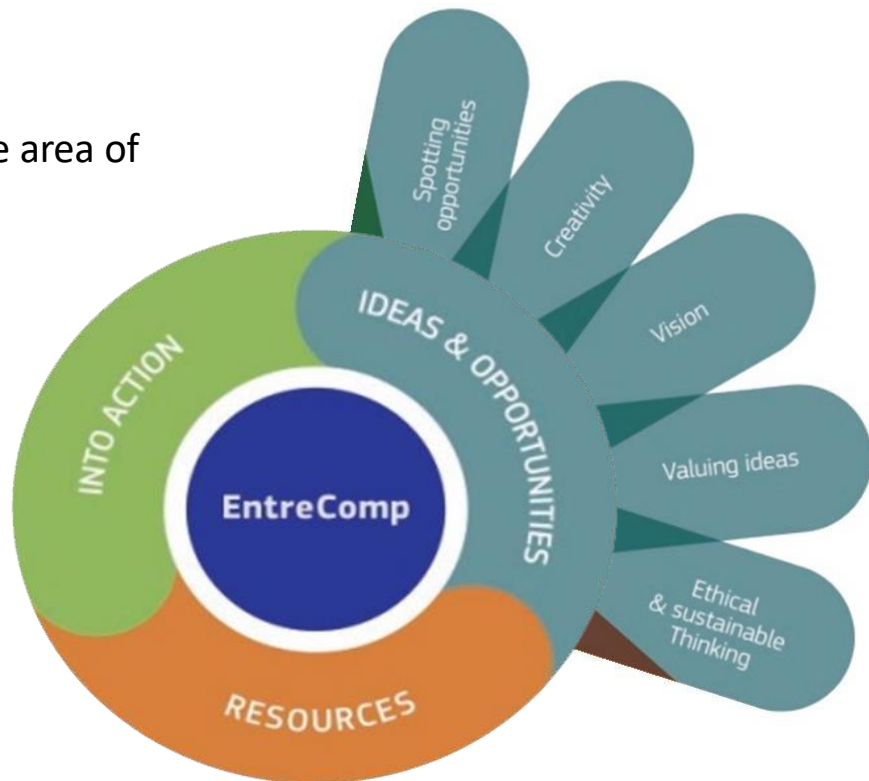 e area of
Spotting
opportunities
Creativity
Vision
Valuing ideas
Ethical
& sustainable
Thinking
IDEAS & OPPORTUNITIES
INTO ACTION
EntreComp
RESOURCES